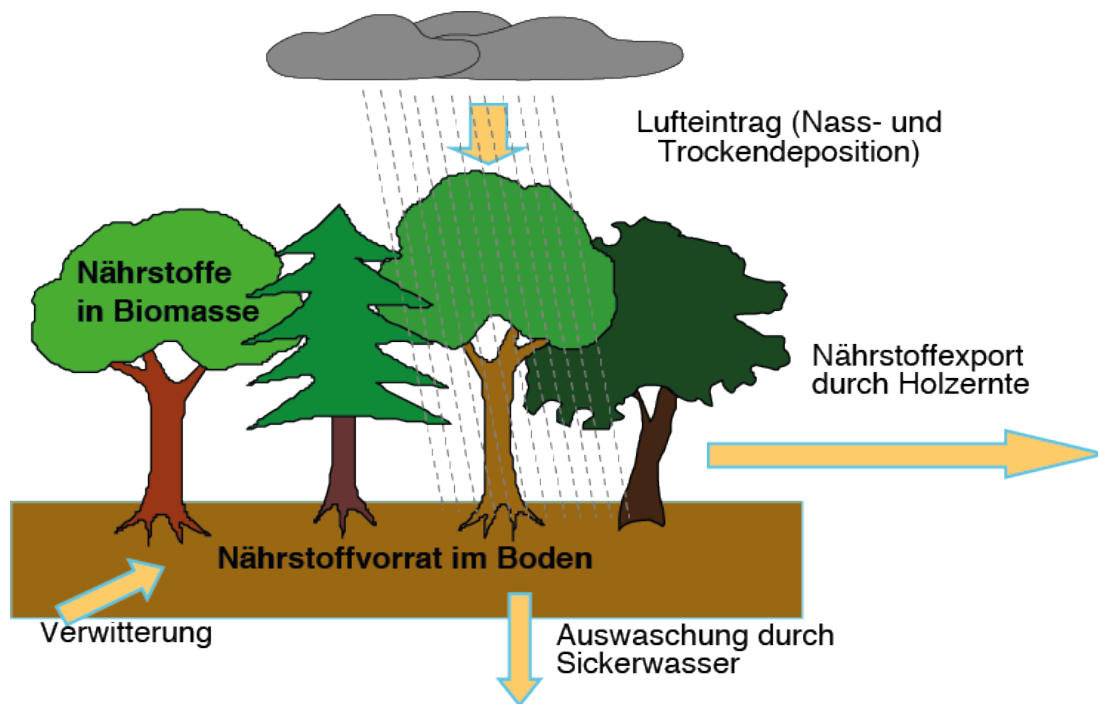 Lufteintrag (Nass- und
Trockendeposition)
Nährstoffe
in Biomasse
Nährstoffexport
durch Holzernte
Nährstoffvorrat im Boden
Verwitterung
Auswaschung durch
Sickerwasser